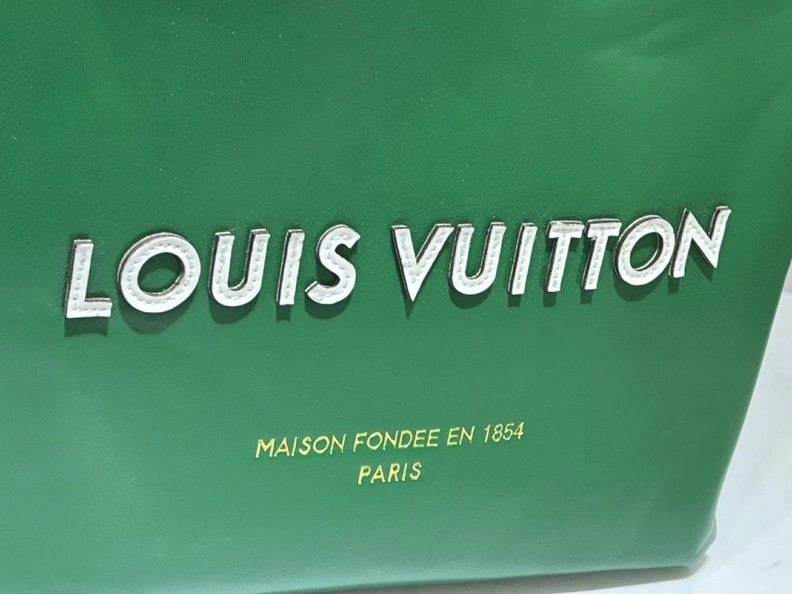 LOUIS VUITTON
MAISON FONDEE EN 1854
PARIS